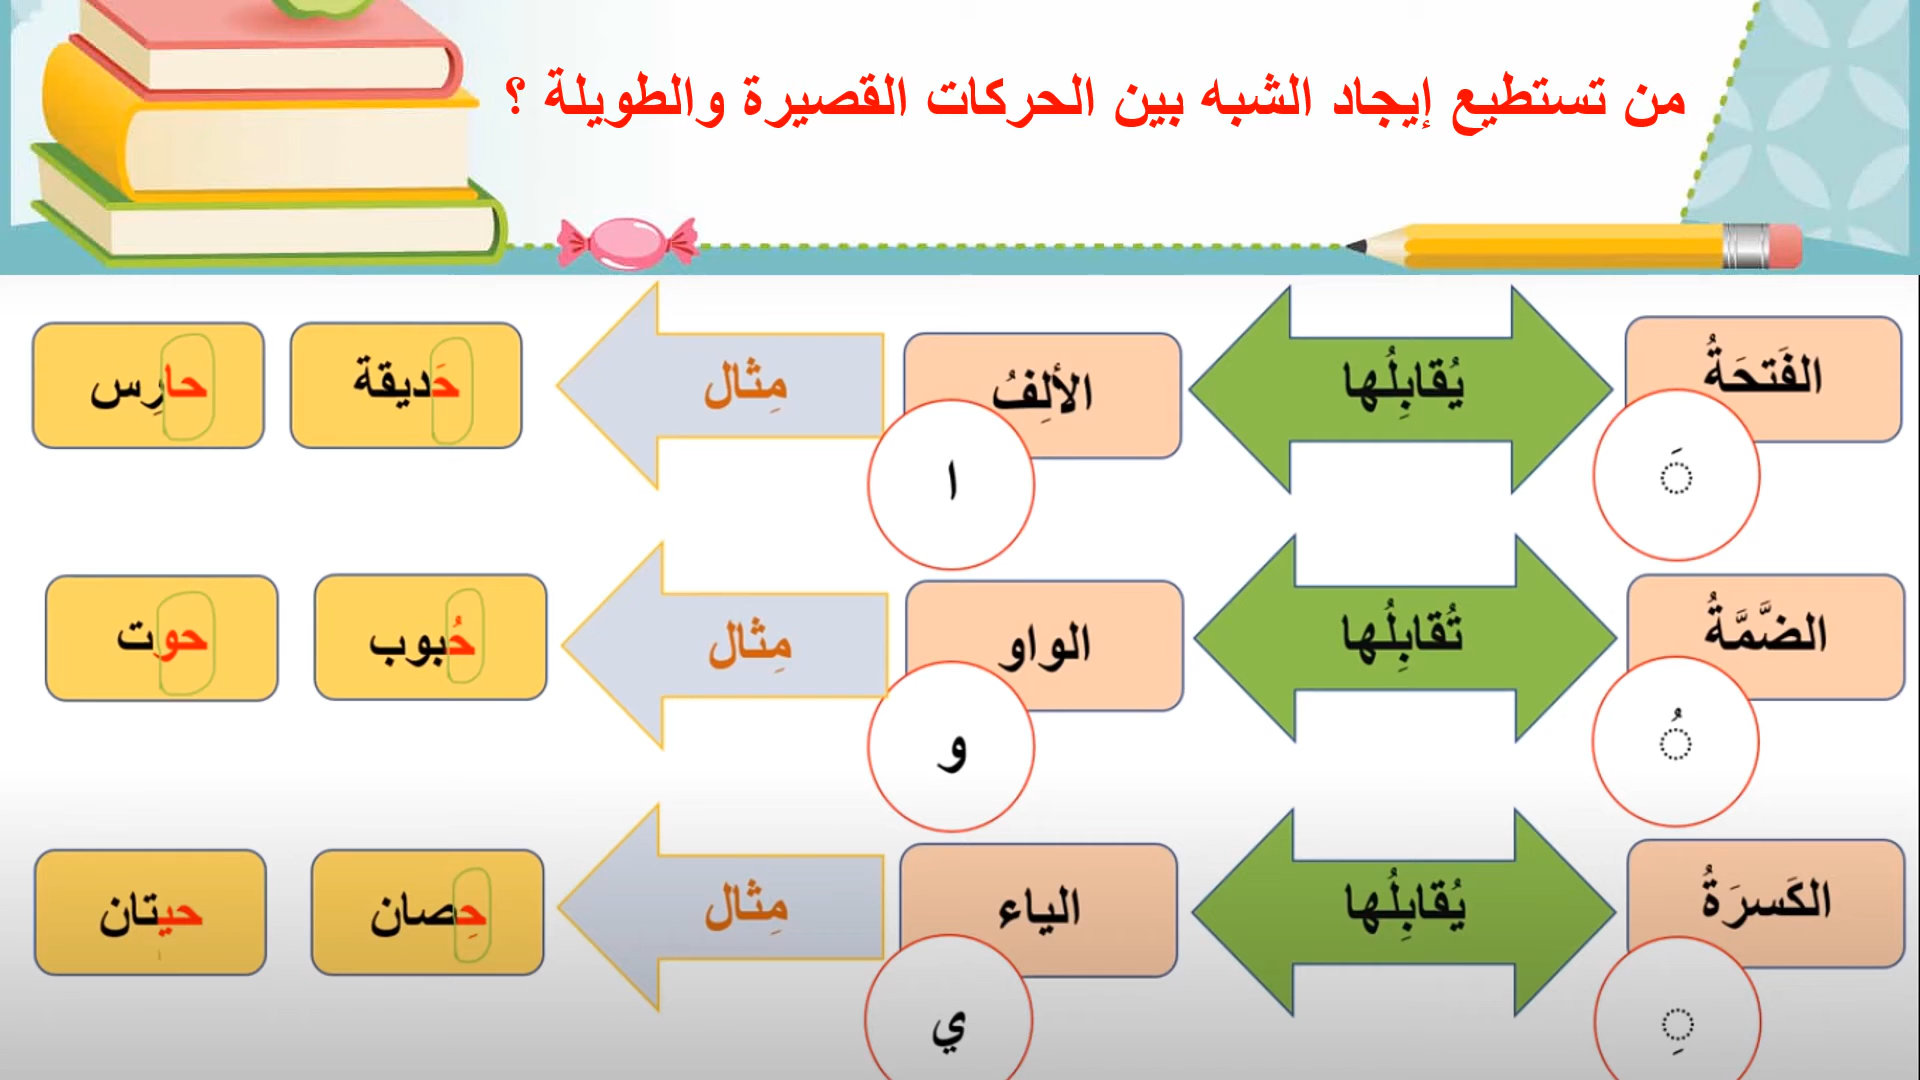 من تستطيع إيجاد الشبه بين الحركات القصيرة والطويلة ؟
الفَتحَةُ يُقابِلُها الألِفُ مِثال حَديقة حارِس
َ ا
الضَّمَّةُ تُقابِلُها الواو مِثال حُبوب حوت
ُ و
الكَسرَةُ يُقابِلُها الياء مِثال حِصان حيتان
ِ ي